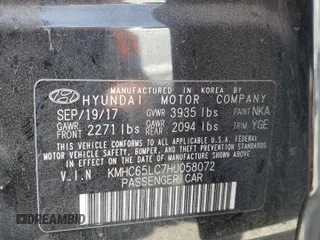 MANUFACTURED IN KOREA BY
HYUNDAI MOTOR COMPANY
SEP/19/17 GVWR 3935 lbs PAINT NKA
GAWR FRONT 2271 lbs GAWR REAR 2094 lbs TRIM YGE
THIS VEHICLE CONFORMS TO ALL APPLICABLE U.S.A. FEDERAL
MOTOR VEHICLE SAFETY, BUMPER, AND THEFT PREVENTION
STANDARDS IN EFFECT ON THE DATE OF MANUFACTURE SHOWN ABOVE.
V.I.N KMHC65LC7HU058072
PASSENGER CAR
DREAMBID